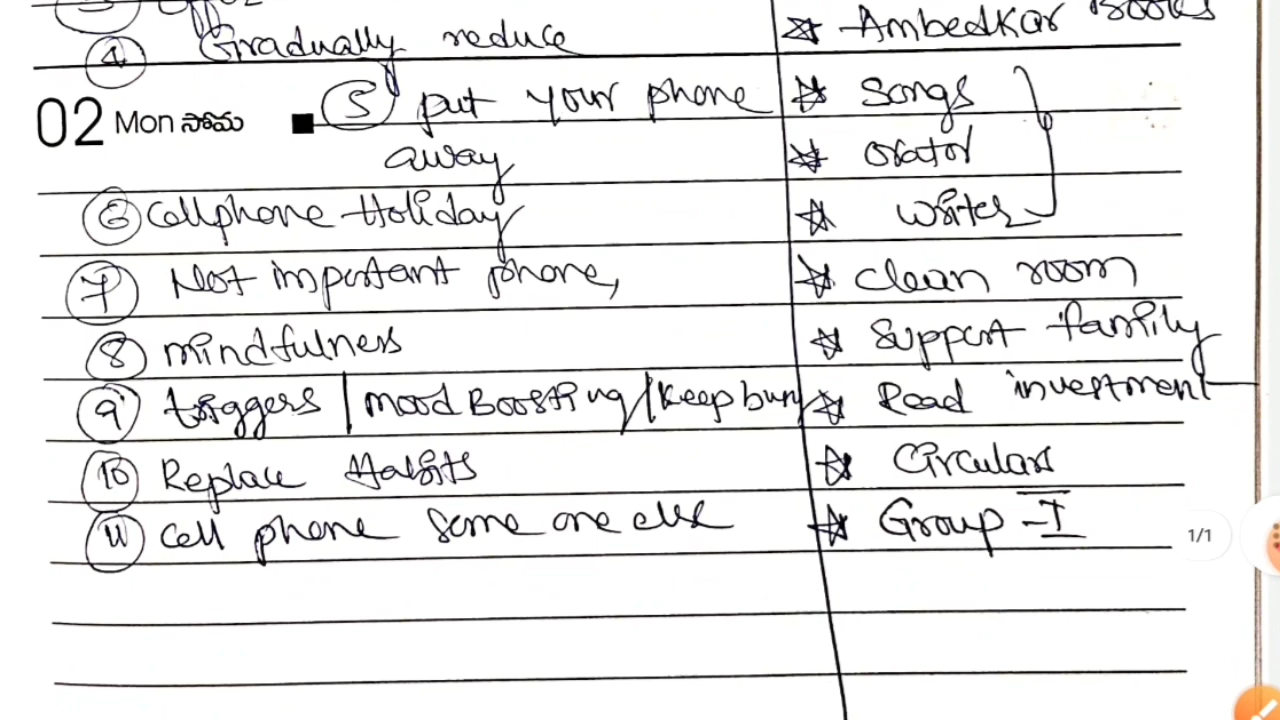 ④ Gradually reduce
☆ Ambedkar Books
02 Mon సోమ ■ ⑤ put your phone
away
⑥ cellphone Holiday
⑦ Not important phone,
⑧ mindfulness
⑨ triggers | mood Boosting / Keep busy
⑩ Replace Habits
⑪ Cell phone some one else
☆ Songs
☆ orator
☆ writer
☆ clean room
☆ Support family
☆ Read investment
☆ Circulars
☆ Group-I
1/1